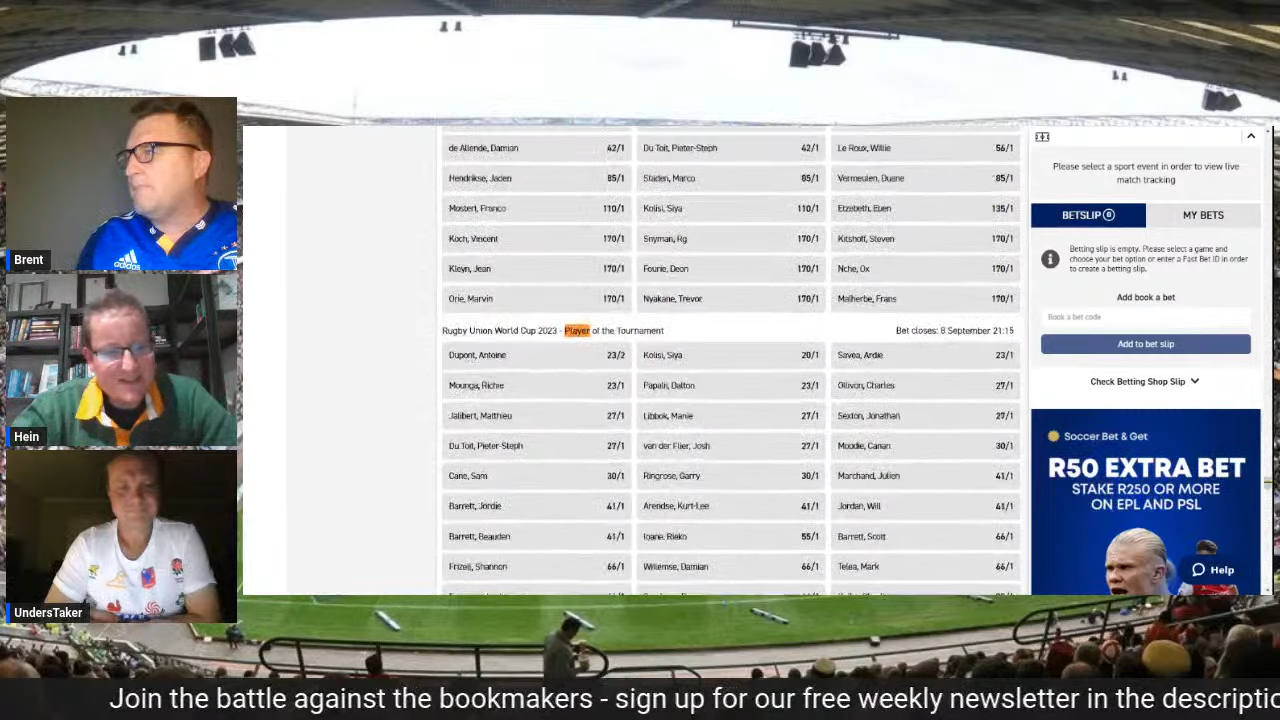 de Allende, Damian 62/1 Du Toit, Pieter-Steph 42/1 Le Roux, Willie 56/1
Hendrikse, Jaden 85/1 Staden, Marco 85/1 Vermeulen, Duane 85/1
Mostert, Franco 110/1 Kolisi, Siya 110/1 Etzebeth, Eben 135/1
Koch, Vincent 170/1 Snyman, Rg 170/1 Kitshoff, Steven 170/1
Kleyn, Jean 170/1 Fourie, Deon 170/1 Nche, Ox 170/1
Orie, Marvin 170/1 Nyakane, Trevor 170/1 Malherbe, Frans 170/1
Rugby Union World Cup 2023 - Player of the Tournament Bet closes: 8 September 21:15
Dupont, Antoine 23/2 Kolisi, Siya 20/1 Savea, Ardie 23/1
Mounga, Richie 23/1 Papalii, Dalton 23/1 Ollivon, Charles 27/1
Jalibert, Matthieu 27/1 Libbok, Manie 27/1 Sexton, Jonathan 27/1
Du Toit, Pieter-Steph 27/1 van der Flier, Josh 27/1 Moodie, Canan 30/1
Cane, Sam 30/1 Ringrose, Garry 30/1 Marchand, Julien 41/1
Barrett, Jordie 41/1 Arendse, Kurt-Lee 41/1 Jordan, Will 41/1
Barrett, Beauden 41/1 Ioane, Rieko 55/1 Barrett, Scott 66/1
Frizell, Shannon 66/1 Willemse, Damian 66/1 Telea, Mark 66/1
Please select a sport event in order to view live
match tracking
BETSLIP 0 MY BETS
Betting slip is empty. Please select a game and
choose your bet option or enter a Fast Bet ID in order
to create a betting slip.
Add book a bet
Book a bet code
Add to bet slip
Check Betting Shop Slip
Soccer Bet & Get
R50 EXTRA BET
STAKE R250 OR MORE
ON EPL AND PSL
Help
adidas
Brent
Hein
UndersTaker
Join the battle against the bookmakers - sign up for our free weekly newsletter in the descriptio